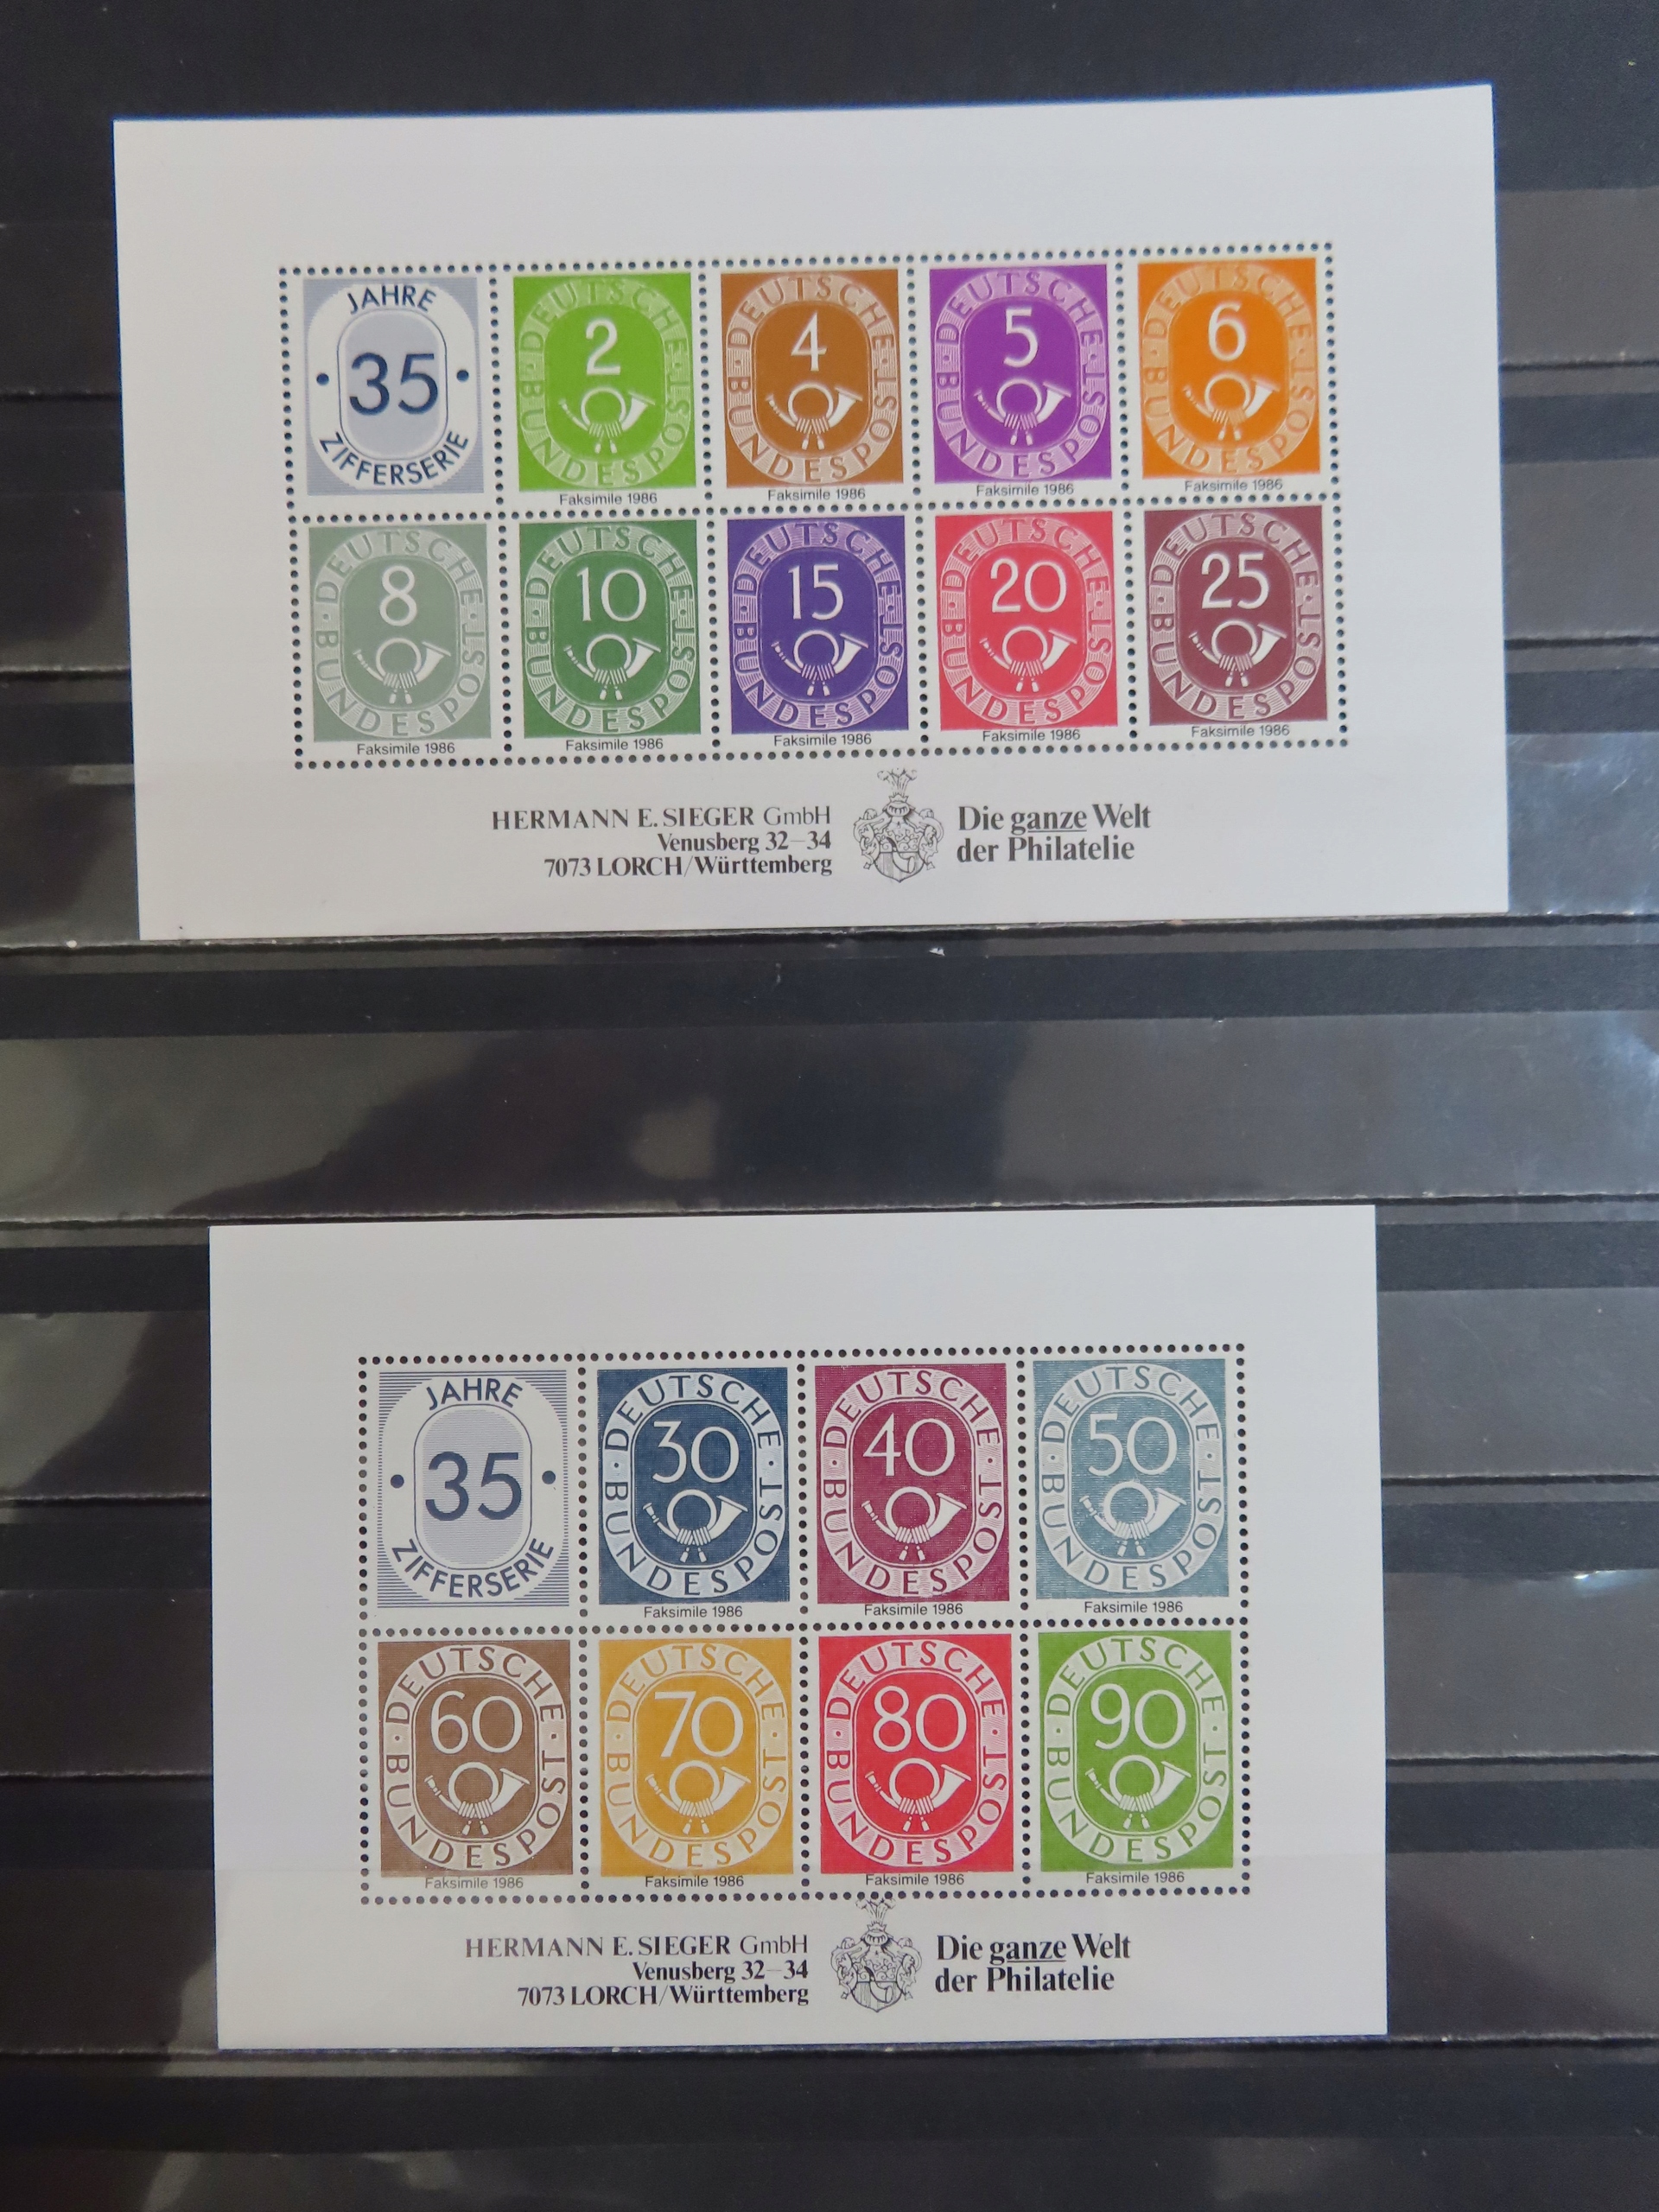 JAHRE
• 35 •
ZIFFERSERIE
DEUTSCHE · BUNDESPOST ·
2
Faksimile 1986
DEUTSCHE · BUNDESPOST ·
4
Faksimile 1986
DEUTSCHE · BUNDESPOST ·
5
Faksimile 1986
DEUTSCHE · BUNDESPOST ·
6
Faksimile 1986
DEUTSCHE · BUNDESPOST ·
8
Faksimile 1986
DEUTSCHE · BUNDESPOST ·
10
Faksimile 1986
DEUTSCHE · BUNDESPOST ·
15
Faksimile 1986
DEUTSCHE · BUNDESPOST ·
20
Faksimile 1986
DEUTSCHE · BUNDESPOST ·
25
Faksimile 1986
HERMANN E. SIEGER GmbH
Venusberg 32–34
7073 LORCH/Württemberg
Die ganze Welt
der Philatelie
JAHRE
• 35 •
ZIFFERSERIE
DEUTSCHE · BUNDESPOST ·
30
Faksimile 1986
DEUTSCHE · BUNDESPOST ·
40
Faksimile 1986
DEUTSCHE · BUNDESPOST ·
50
Faksimile 1986
DEUTSCHE · BUNDESPOST ·
60
Faksimile 1986
DEUTSCHE · BUNDESPOST ·
70
Faksimile 1986
DEUTSCHE · BUNDESPOST ·
80
Faksimile 1986
DEUTSCHE · BUNDESPOST ·
90
Faksimile 1986
HERMANN E. SIEGER GmbH
Venusberg 32–34
7073 LORCH/Württemberg
Die ganze Welt
der Philatelie